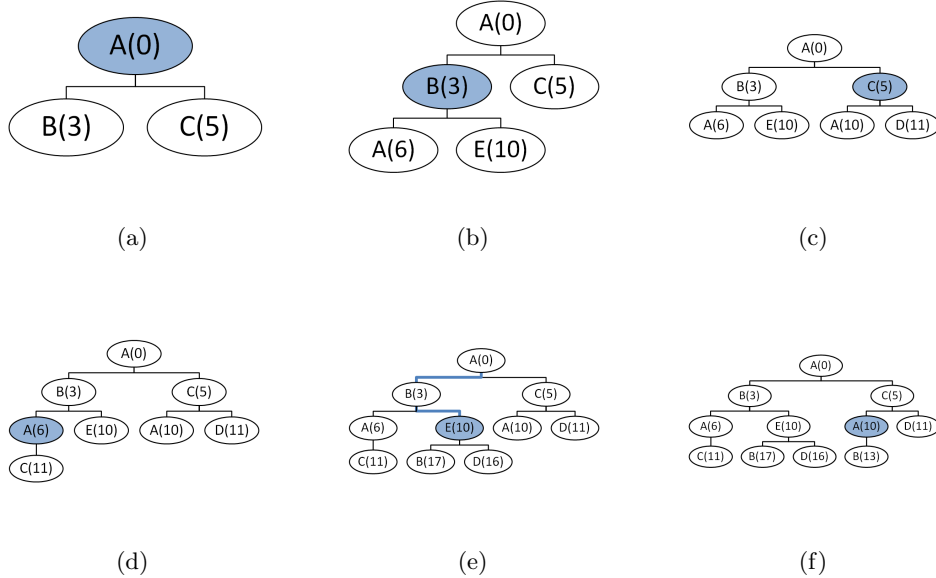 A(0)
B(3) C(5)
(a)
A(0)
B(3) C(5)
A(6) E(10)
(b)
A(0)
B(3) C(5)
A(6) E(10) A(10) D(11)
(c)
A(0)
B(3) C(5)
A(6) E(10) A(10) D(11)
C(11)
(d)
A(0)
B(3) C(5)
A(6) E(10) A(10) D(11)
C(11) B(17) D(16)
(e)
A(0)
B(3) C(5)
A(6) E(10) A(10) D(11)
C(11) B(17) D(16) B(13)
(f)